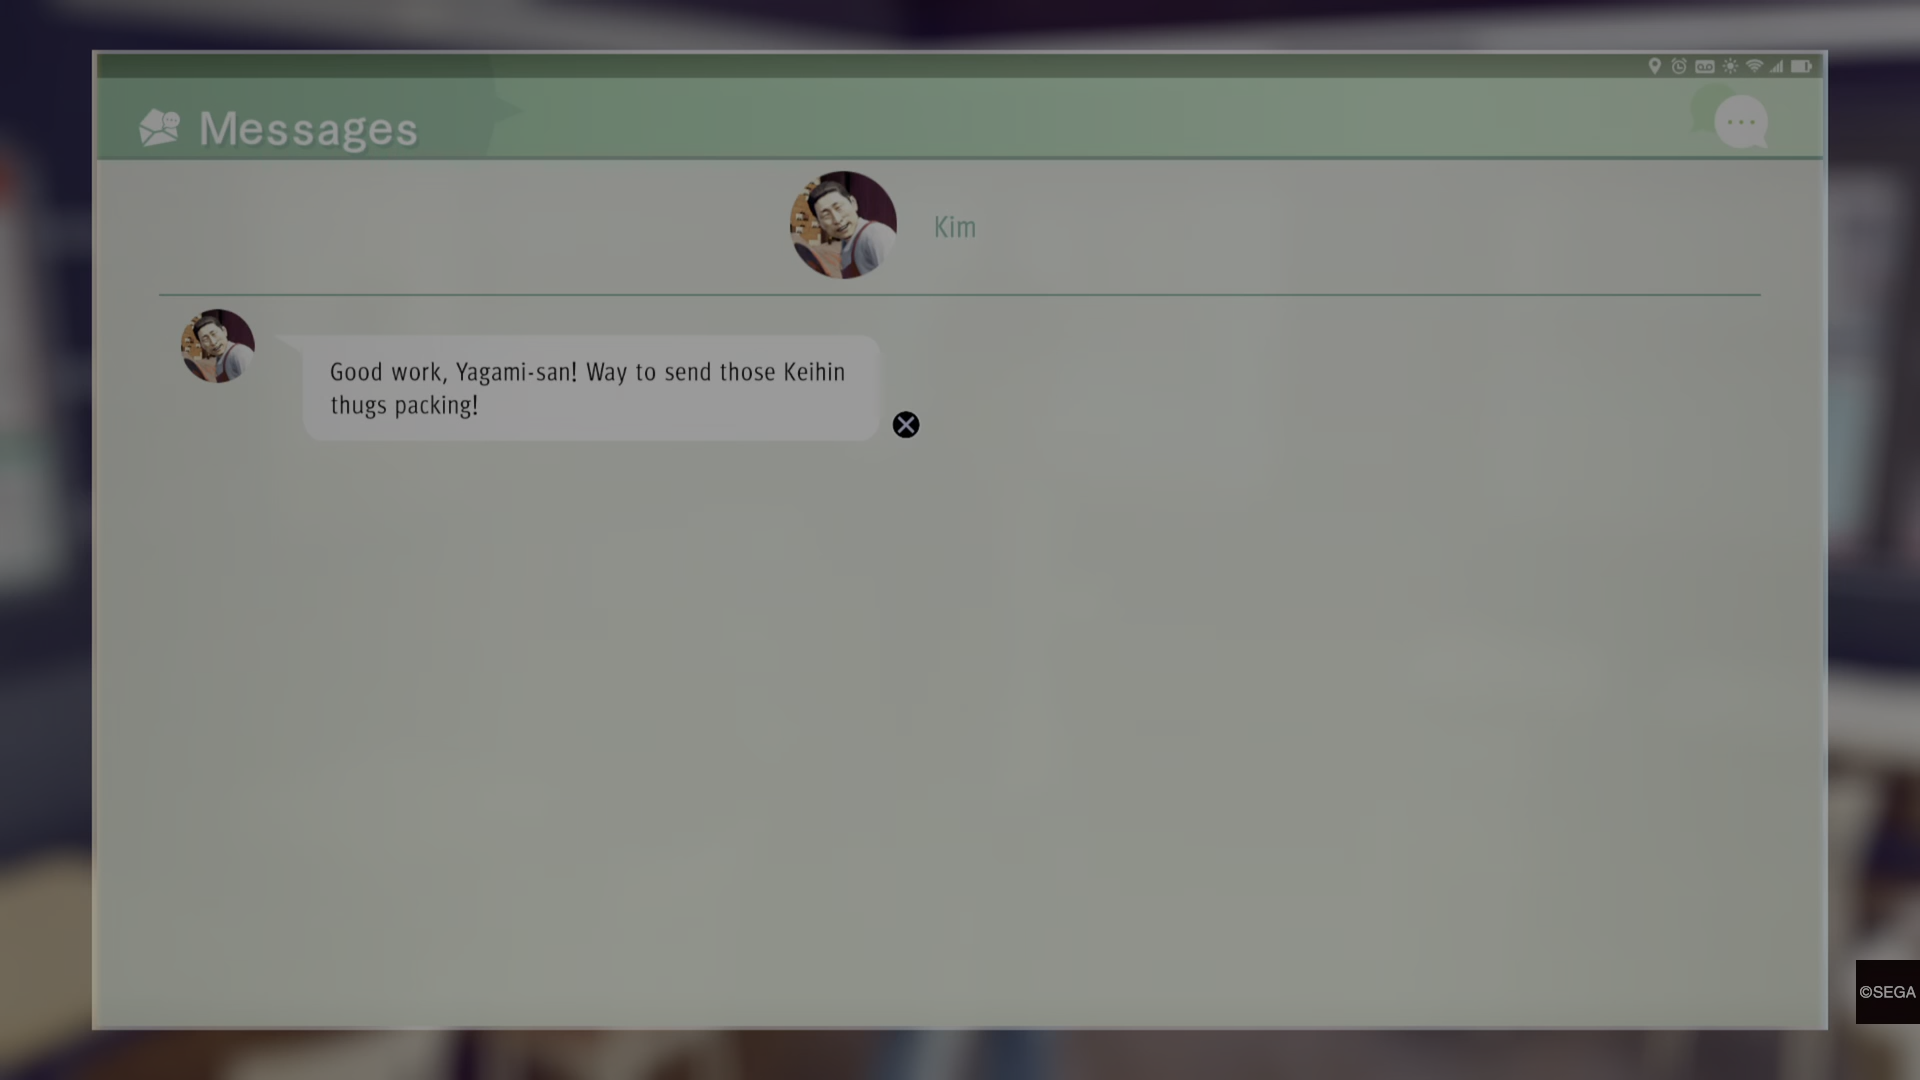 Messages
Kim
Good work, Yagami-san! Way to send those Keihin
thugs packing!
©SEGA